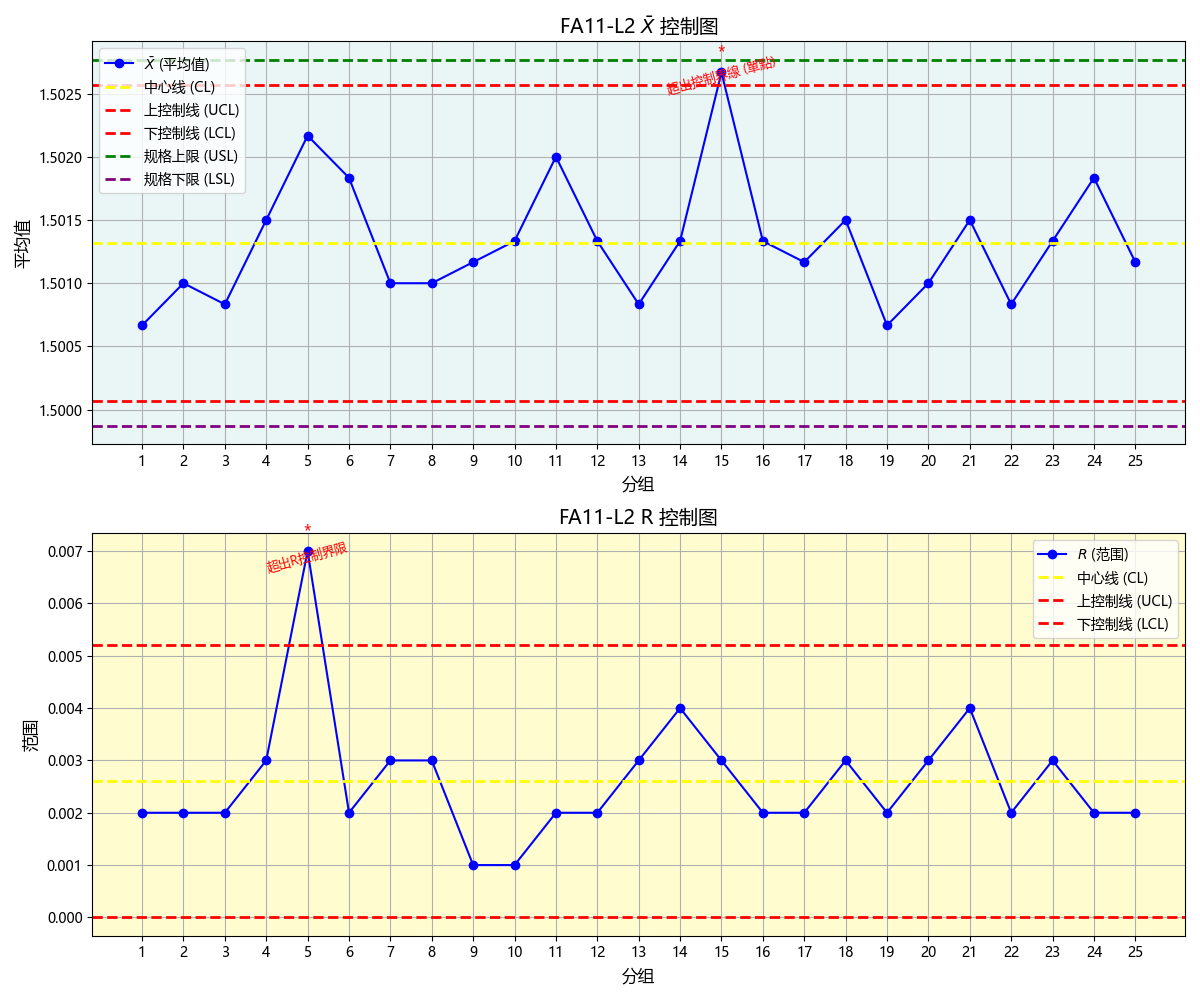 FA11-L2 X̄ 控制图
*
超出控制界線 (單點)
X̄ (平均值)
中心线 (CL)
上控制线 (UCL)
下控制线 (LCL)
规格上限 (USL)
规格下限 (LSL)
平均值
1.5025
1.5020
1.5015
1.5010
1.5005
1.5000
1 2 3 4 5 6 7 8 9 10 11 12 13 14 15 16 17 18 19 20 21 22 23 24 25
分组
FA11-L2 R 控制图
*
超出R控制界限
R (范围)
中心线 (CL)
上控制线 (UCL)
下控制线 (LCL)
范围
0.007
0.006
0.005
0.004
0.003
0.002
0.001
0.000
1 2 3 4 5 6 7 8 9 10 11 12 13 14 15 16 17 18 19 20 21 22 23 24 25
分组